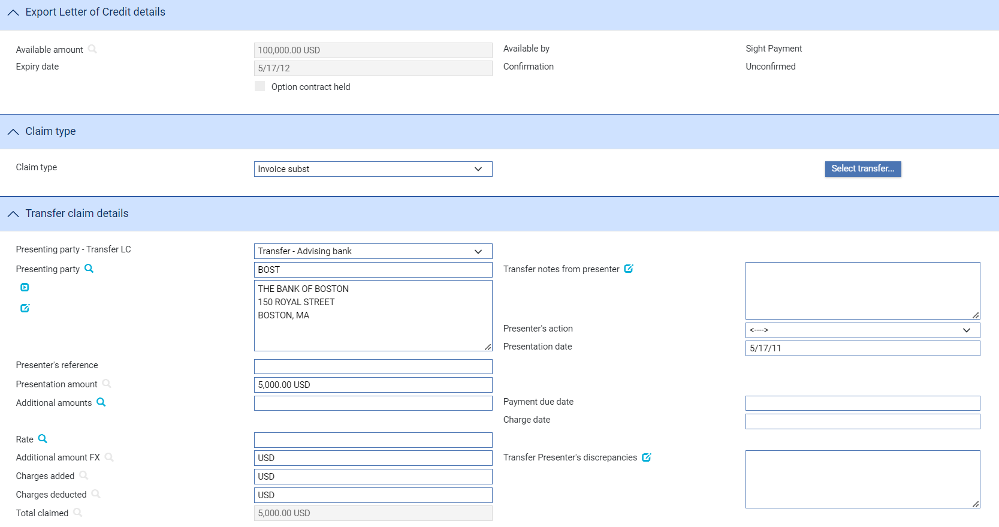 Export Letter of Credit details
Available amount 100,000.00 USD Available by Sight Payment
Expiry date 5/17/12 Confirmation Unconfirmed
Option contract held
Claim type
Claim type Invoice subst Select transfer...
Transfer claim details
Presenting party - Transfer LC Transfer - Advising bank
Presenting party BOST Transfer notes from presenter
THE BANK OF BOSTON
150 ROYAL STREET
BOSTON, MA
Presenter's action <---->
Presentation date 5/17/11
Presenter's reference
Presentation amount 5,000.00 USD
Additional amounts Payment due date
Charge date
Rate
Additional amount FX USD Transfer Presenter's discrepancies
Charges added USD
Charges deducted USD
Total claimed 5,000.00 USD